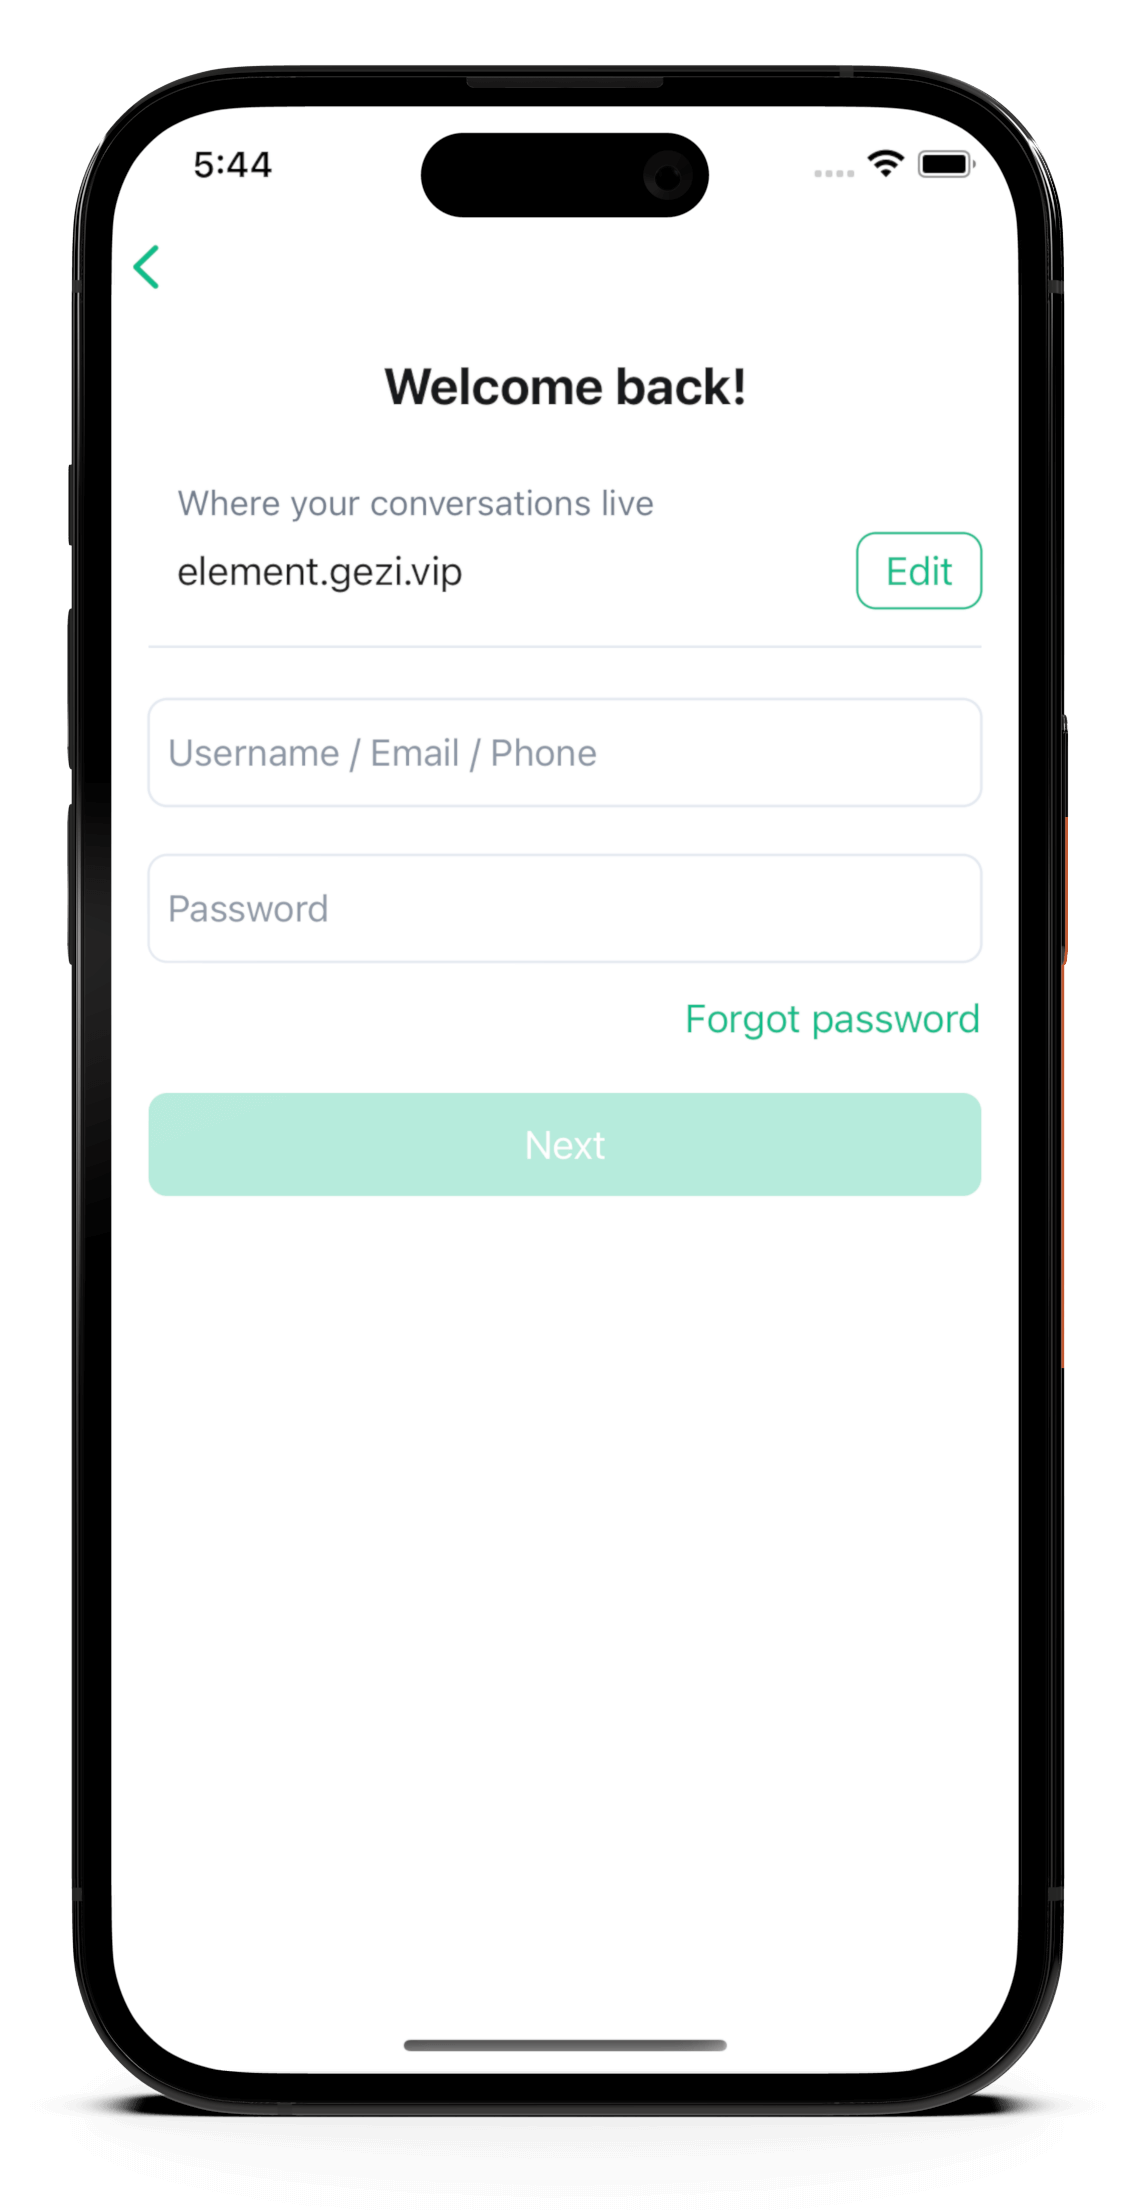 5:44
Welcome back!
Where your conversations live
element.gezi.vip
Edit
Username / Email / Phone
Password
Forgot password
Next